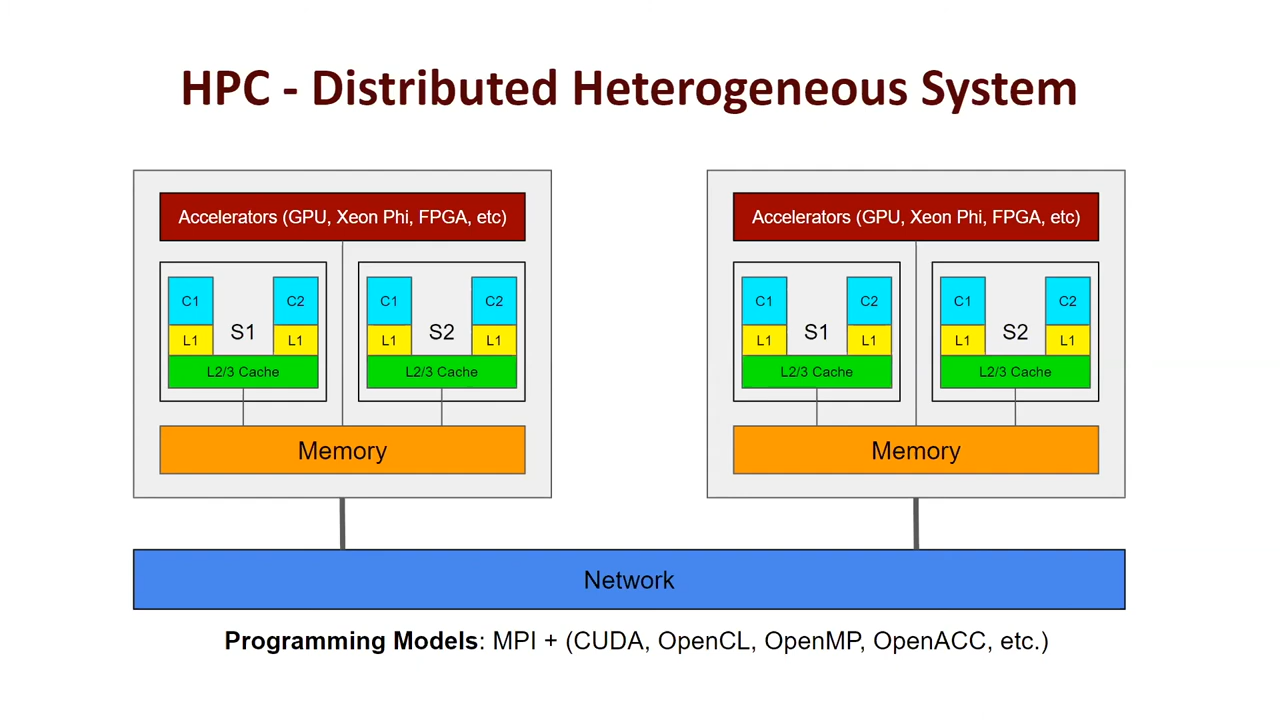 HPC - Distributed Heterogeneous System
Accelerators (GPU, Xeon Phi, FPGA, etc)
C1
C2
C1
C2
S1
S2
L1
L1
L1
L1
L2/3 Cache
L2/3 Cache
Memory
Accelerators (GPU, Xeon Phi, FPGA, etc)
C1
C2
C1
C2
S1
S2
L1
L1
L1
L1
L2/3 Cache
L2/3 Cache
Memory
Network
Programming Models: MPI + (CUDA, OpenCL, OpenMP, OpenACC, etc.)